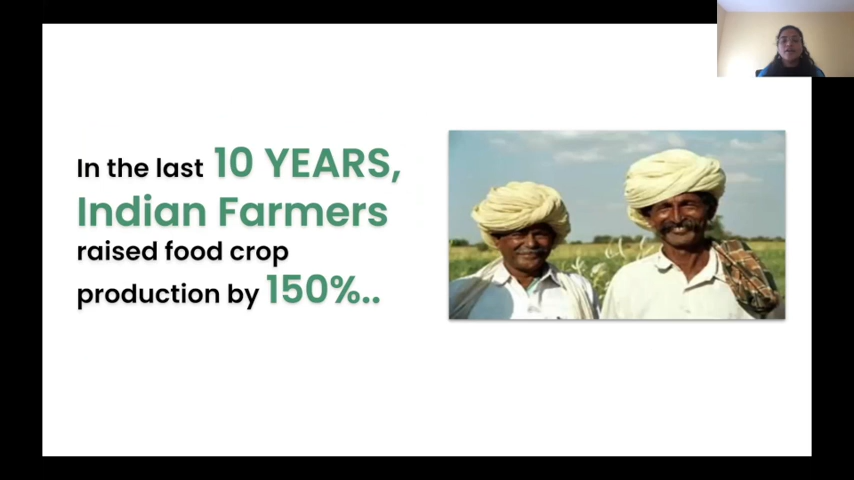 In the last 10 YEARS,
Indian Farmers
raised food crop
production by 150%..